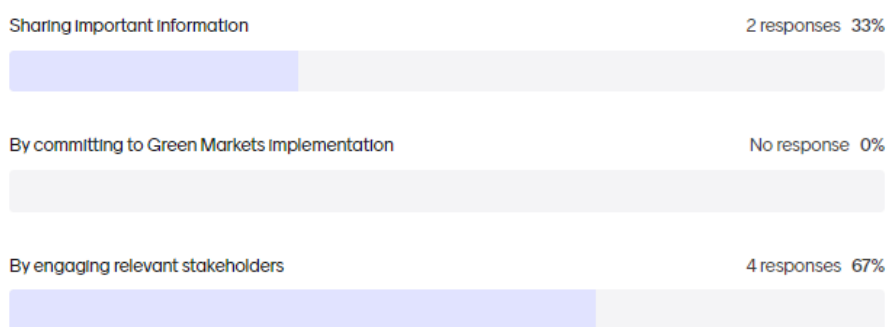 Sharing important information 2 responses 33%
By committing to Green Markets implementation No response 0%
By engaging relevant stakeholders 4 responses 67%